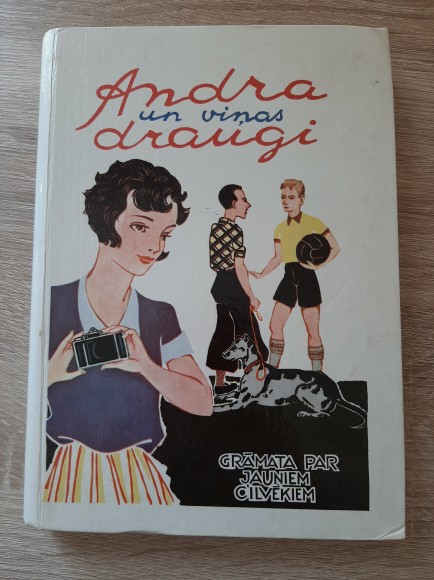 Andra
un viņas
draugi
GRĀMATA PAR
JAUNIEM
CILVĒKIEM